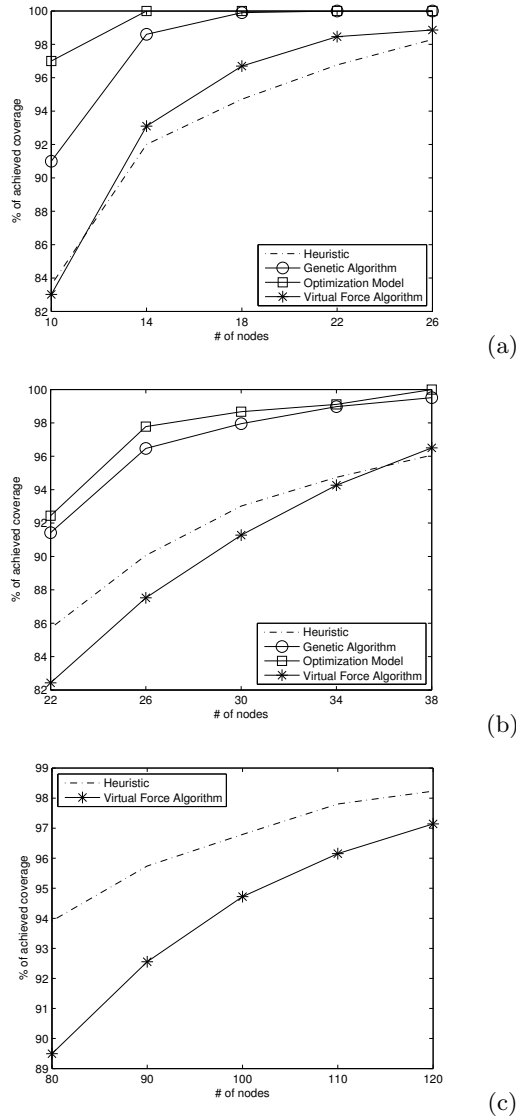 100
98
96
94
92
90
88
86
84
82
% of achieved coverage
10 14 18 22 26
# of nodes
Heuristic
Genetic Algorithm
Optimization Model
Virtual Force Algorithm
(a)
100
98
96
94
92
90
88
86
84
82
% of achieved coverage
22 26 30 34 38
# of nodes
Heuristic
Genetic Algorithm
Optimization Model
Virtual Force Algorithm
(b)
99
98
97
96
95
94
93
92
91
90
89
% of achieved coverage
Heuristic
Virtual Force Algorithm
80 90 100 110 120
# of nodes
(c)